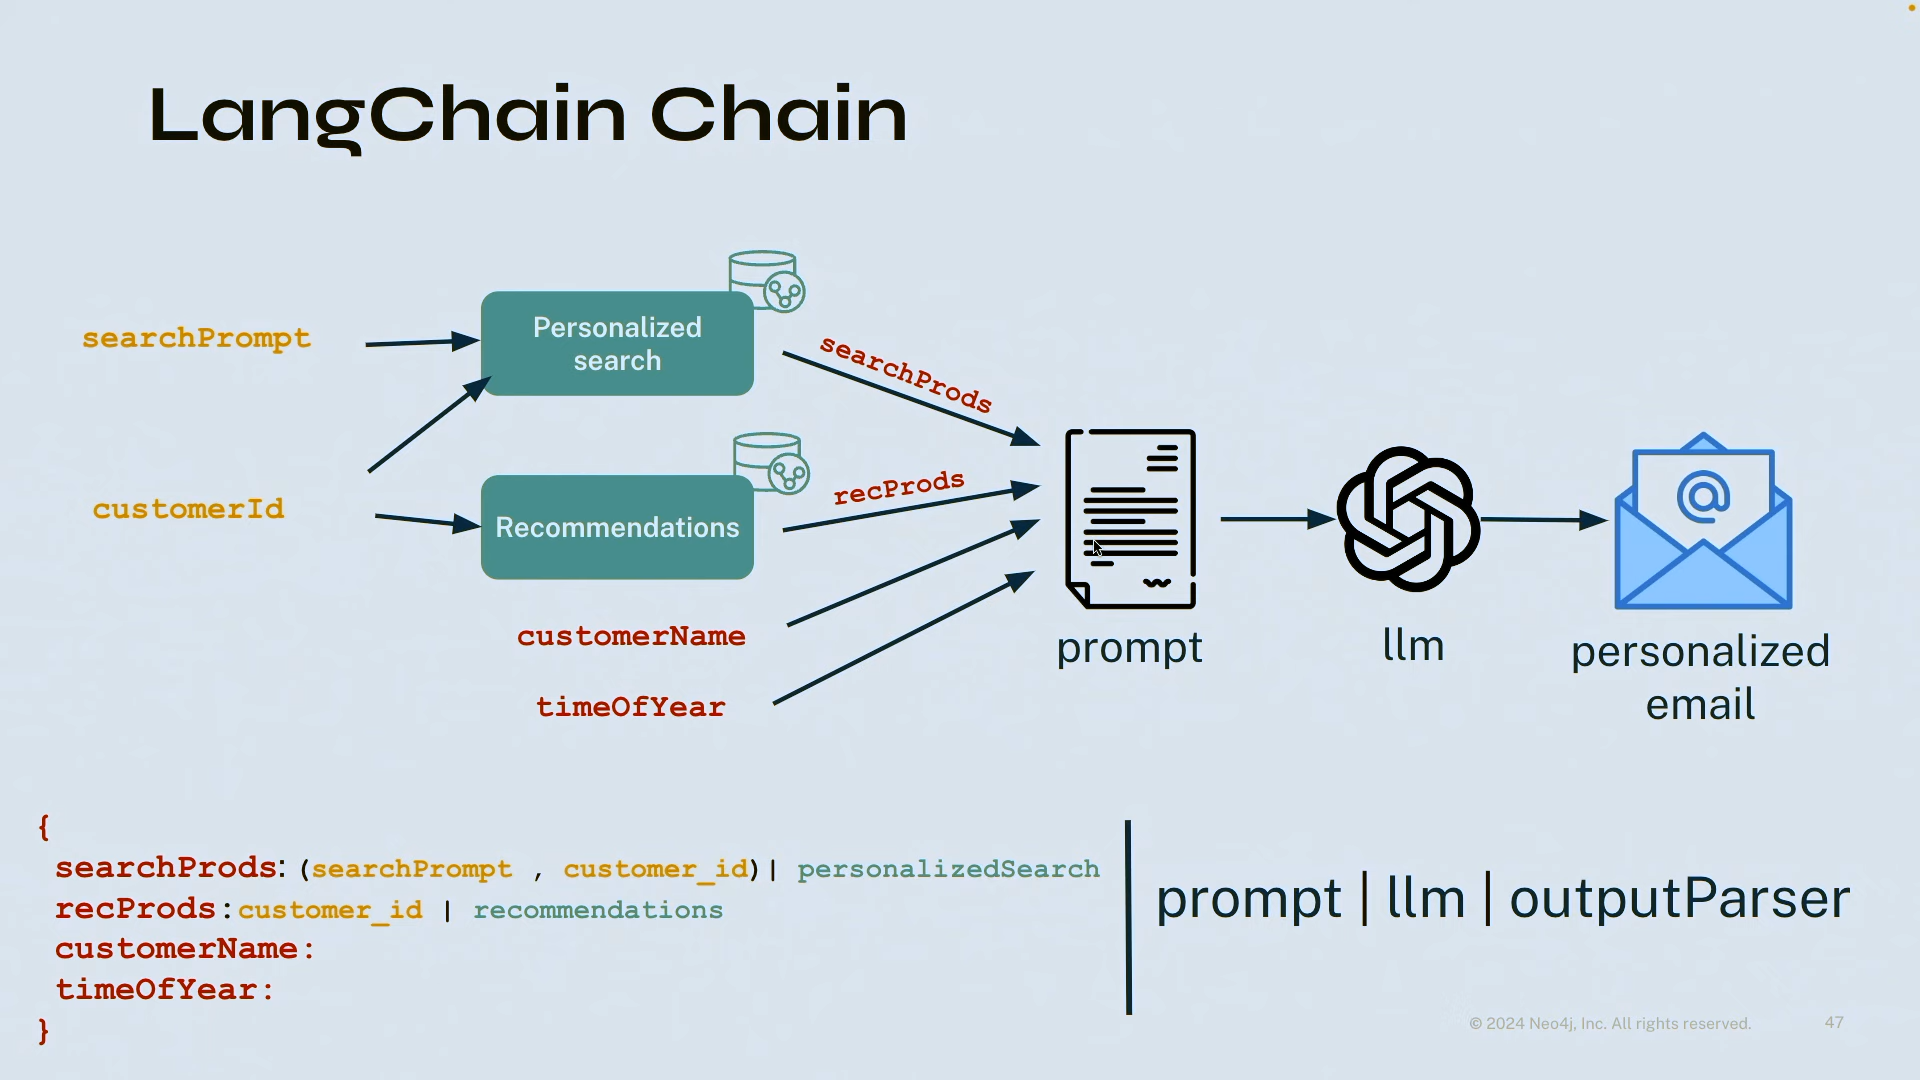 LangChain Chain
searchPrompt
Personalized
search
searchProds
customerId
Recommendations
recProds
customerName
timeOfYear
prompt
llm
personalized
email
{
searchProds: (searchPrompt , customer_id)| personalizedSearch
recProds:customer_id | recommendations
customerName:
timeOfYear:
}
prompt | llm | outputParser
© 2024 Neo4j, Inc. All rights reserved.
47